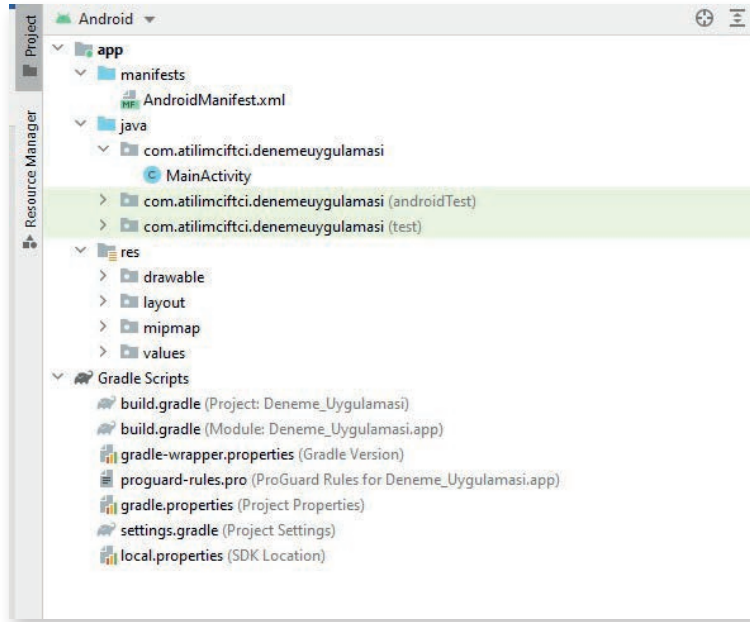 Project
Resource Manager
Android
app
manifests
MF
AndroidManifest.xml
java
com.atilimciftci.denemeuygulamasi
C MainActivity
com.atilimciftci.denemeuygulamasi (androidTest)
com.atilimciftci.denemeuygulamasi (test)
res
drawable
layout
mipmap
values
Gradle Scripts
build.gradle (Project: Deneme_Uygulamasi)
build.gradle (Module: Deneme_Uygulamasi.app)
gradle-wrapper.properties (Gradle Version)
proguard-rules.pro (ProGuard Rules for Deneme_Uygulamasi.app)
gradle.properties (Project Properties)
settings.gradle (Project Settings)
local.properties (SDK Location)